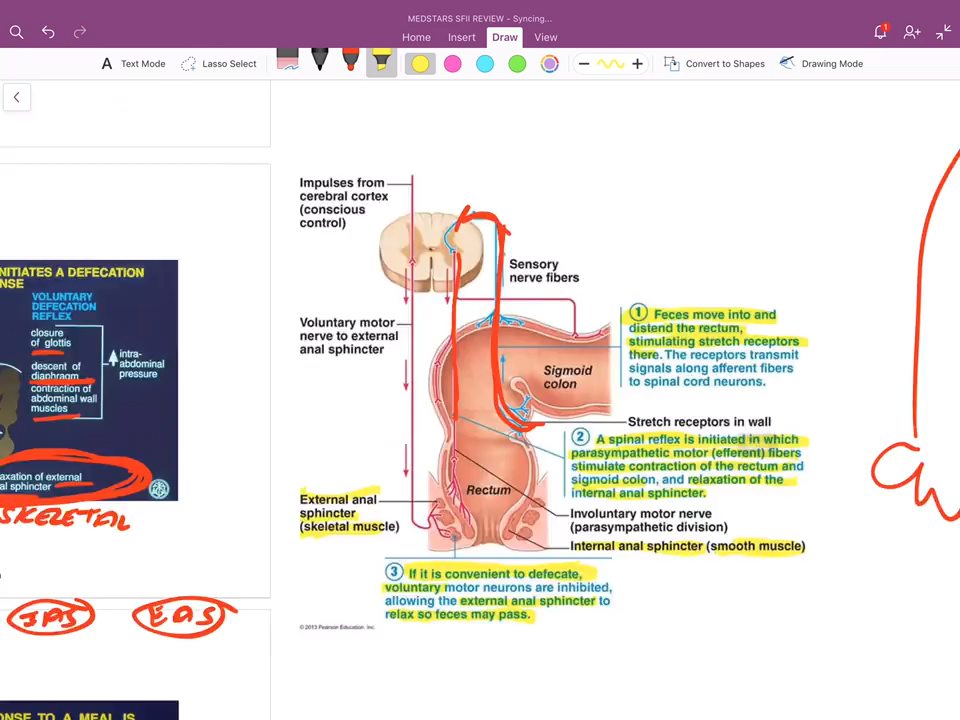 MEDSTARS SFII REVIEW - Syncing...
Home Insert Draw View
1
A Text Mode Lasso Select Convert to Shapes Drawing Mode
NITIATES A DEFECATION
NSE
VOLUNTARY
DEFECATION
REFLEX
closure
of glottis
descent of
diaphragm
contraction of
abdominal wall
muscles
intra-
abdominal
pressure
axation of external
al sphincter
SKELETAL
IAS EAS
ONSE TO A MEAL IS
Impulses from
cerebral cortex
(conscious
control)
Voluntary motor
nerve to external
anal sphincter
External anal
sphincter
(skeletal muscle)
Sensory
nerve fibers
Sigmoid
colon
Rectum
1 Feces move into and
distend the rectum,
stimulating stretch receptors
there. The receptors transmit
signals along afferent fibers
to spinal cord neurons.
Stretch receptors in wall
2 A spinal reflex is initiated in which
parasympathetic motor (efferent) fibers
stimulate contraction of the rectum and
sigmoid colon, and relaxation of the
internal anal sphincter.
Involuntary motor nerve
(parasympathetic division)
Internal anal sphincter (smooth muscle)
3 If it is convenient to defecate,
voluntary motor neurons are inhibited,
allowing the external anal sphincter to
relax so feces may pass.
© 2013 Pearson Education, Inc.